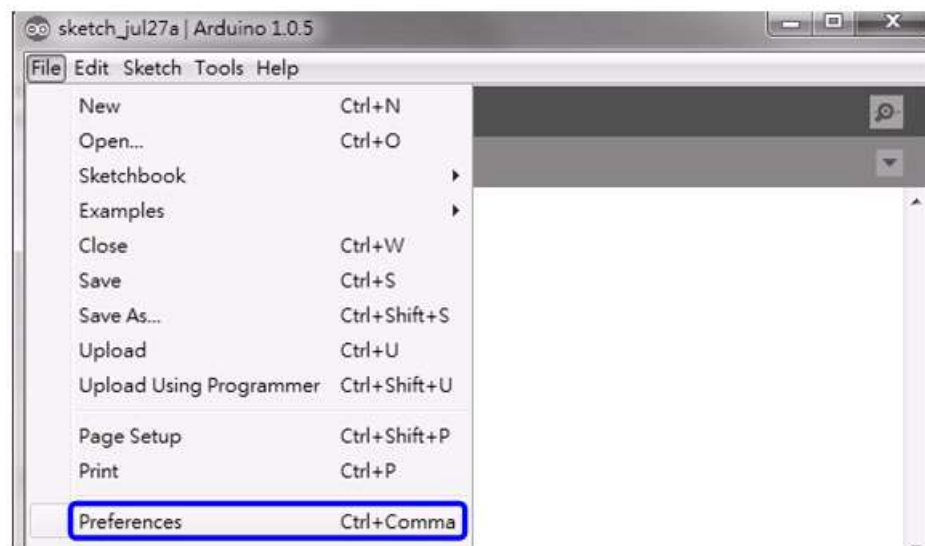 sketch_jul27a | Arduino 1.0.5
File Edit Sketch Tools Help
New Ctrl+N
Open... Ctrl+O
Sketchbook
Examples
Close Ctrl+W
Save Ctrl+S
Save As... Ctrl+Shift+S
Upload Ctrl+U
Upload Using Programmer Ctrl+Shift+U
Page Setup Ctrl+Shift+P
Print Ctrl+P
Preferences Ctrl+Comma